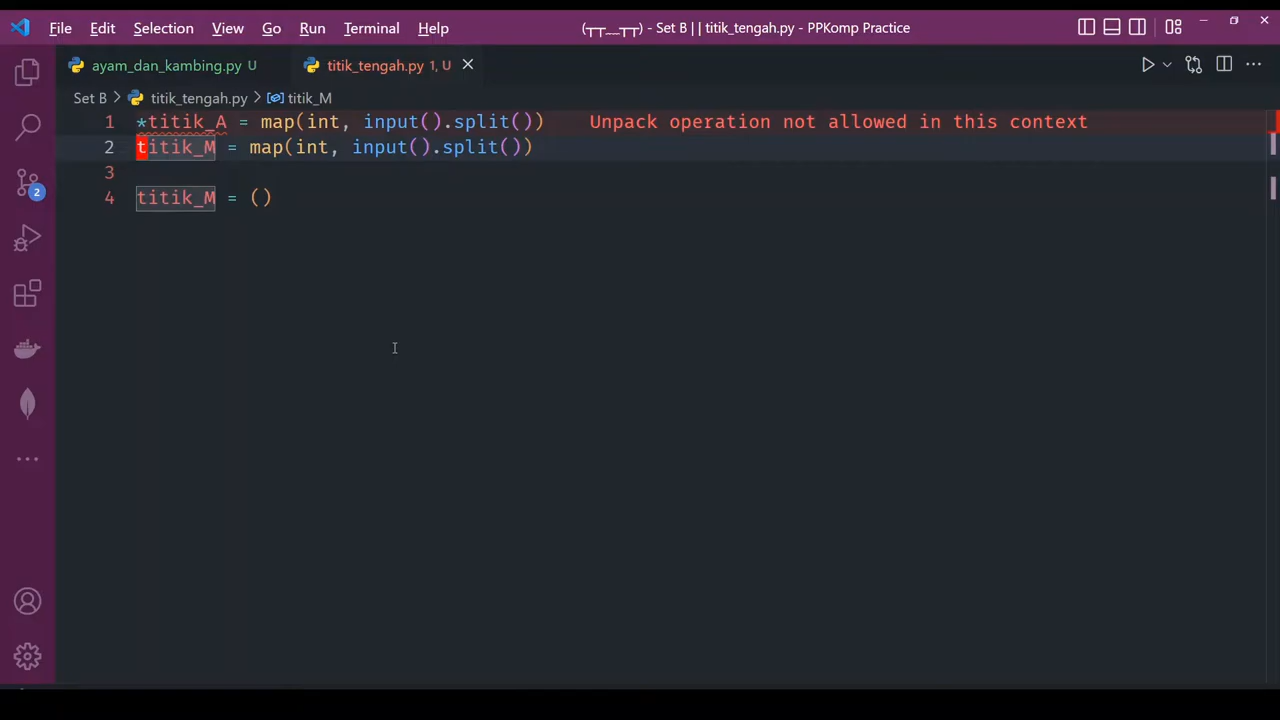 File Edit Selection View Go Run Terminal Help (┬┬﹏┬┬) - Set B | | titik_tengah.py - PPKomp Practice
ayam_dan_kambing.py U titik_tengah.py 1, U
Set B > titik_tengah.py > titik_M
1 *titik_A = map(int, input().split()) Unpack operation not allowed in this context
2 titik_M = map(int, input().split())
3
4 titik_M = ()
2